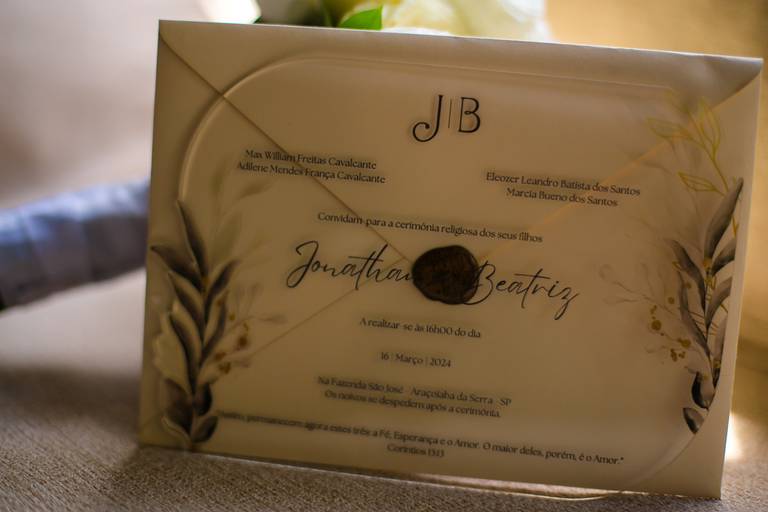 J | B
Max William Freitas Cavalcante
Adilene Mendes França Cavalcante
Eleozer Leandro Batista dos Santos
Marcia Bueno dos Santos
Convidam para a cerimônia religiosa dos seus filhos
Jonathan Beatriz
A realizar-se às 16h00 do dia
16 | Março | 2024
Na Fazenda São José - Araçoiaba da Serra - SP
Os noivos se despedem após a cerimônia.
permanecem agora estes três: a Fé, Esperança e o Amor. O maior deles, porém, é o Amor."
Coríntios 13:13